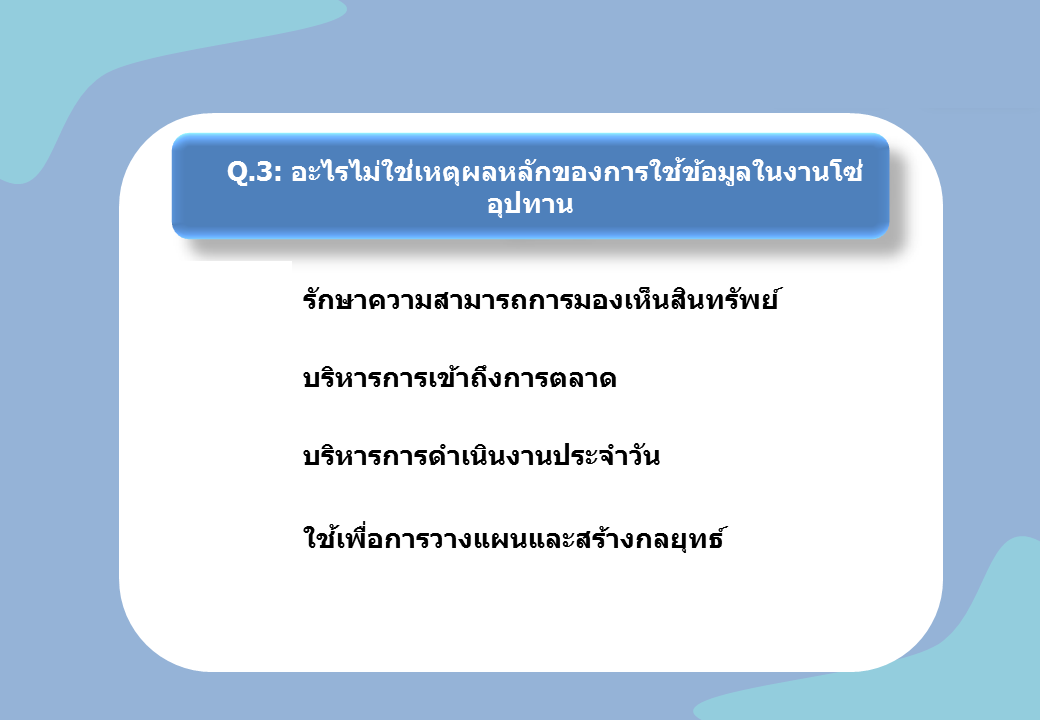 Q.3: อะไรไม่ใช่เหตุผลหลักของการใช้ข้อมูลในงานโซ่
อุปทาน
รักษาความสามารถการมองเห็นสินทรัพย์
บริหารการเข้าถึงการตลาด
บริหารการดำเนินงานประจำวัน
ใช้เพื่อการวางแผนและสร้างกลยุทธ์